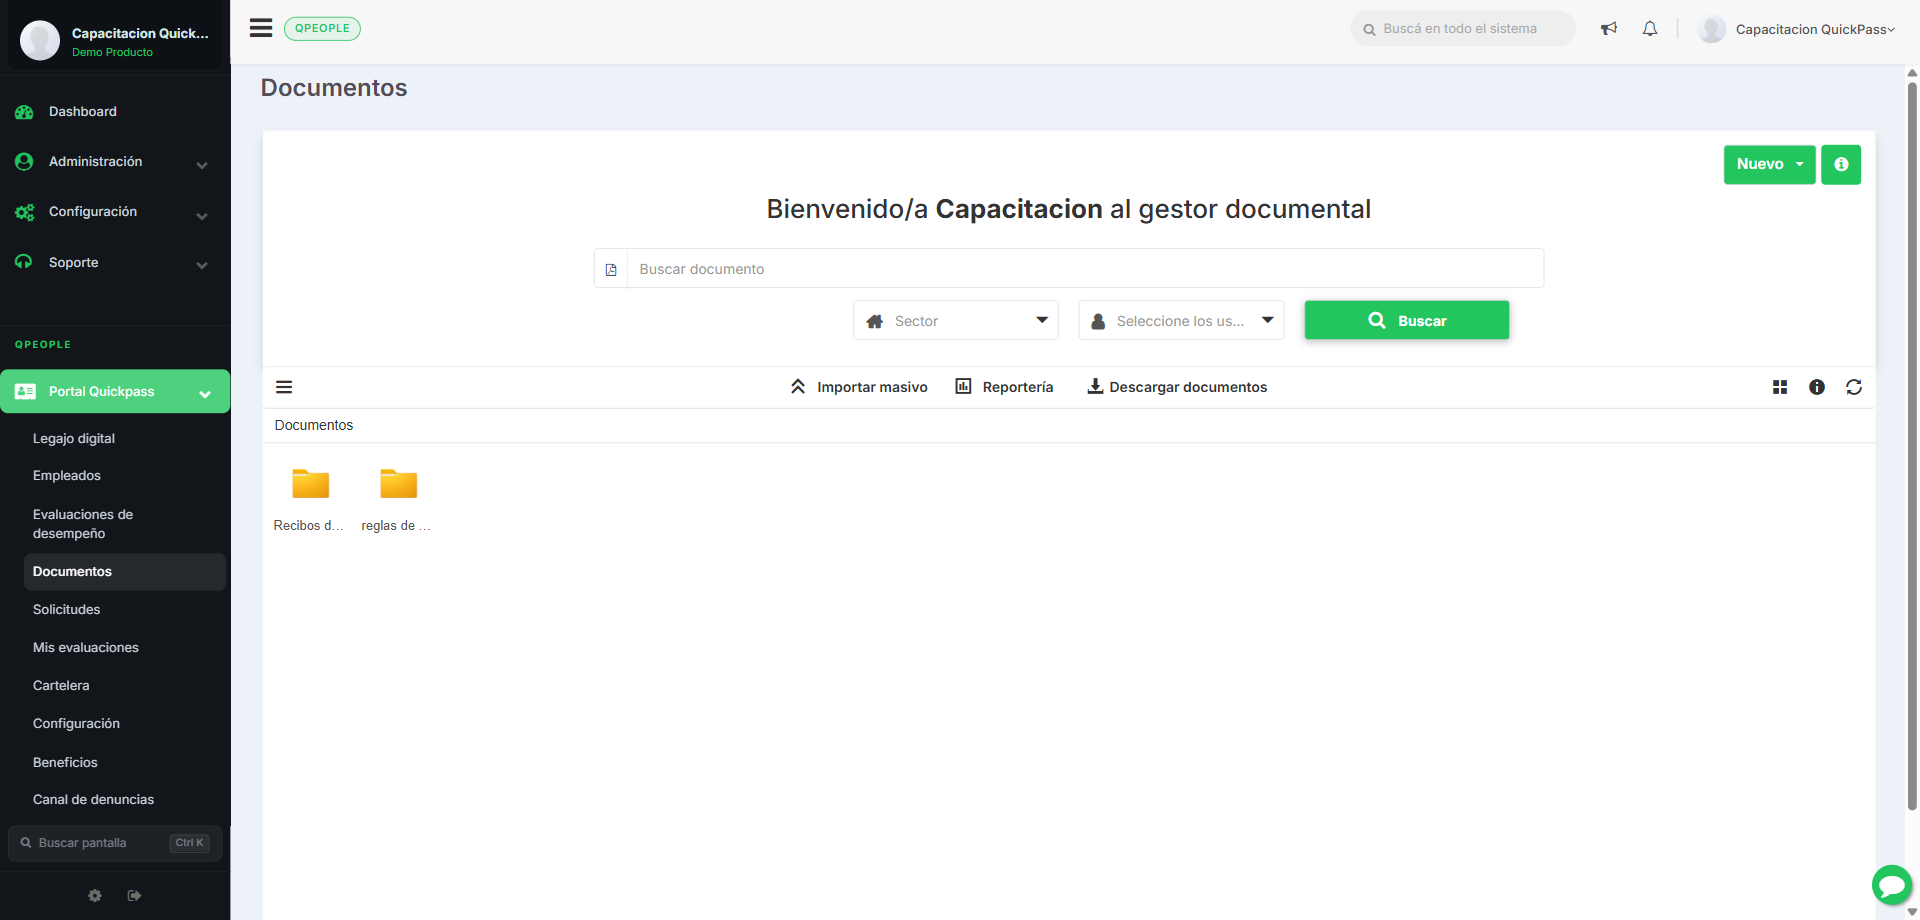 Capacitacion Quick...
Demo Producto
Dashboard
Administración
Configuración
Soporte
QPEOPLE
Portal Quickpass
Legajo digital
Empleados
Evaluaciones de
desempeño
Documentos
Solicitudes
Mis evaluaciones
Cartelera
Configuración
Beneficios
Canal de denuncias
Buscar pantalla Ctrl K
QPEOPLE
Buscá en todo el sistema
Capacitacion QuickPass
Documentos
Nuevo
Bienvenido/a Capacitacion al gestor documental
Buscar documento
Sector
Seleccione los us...
Buscar
Importar masivo
Reportería
Descargar documentos
Documentos
Recibos d...
reglas de ...